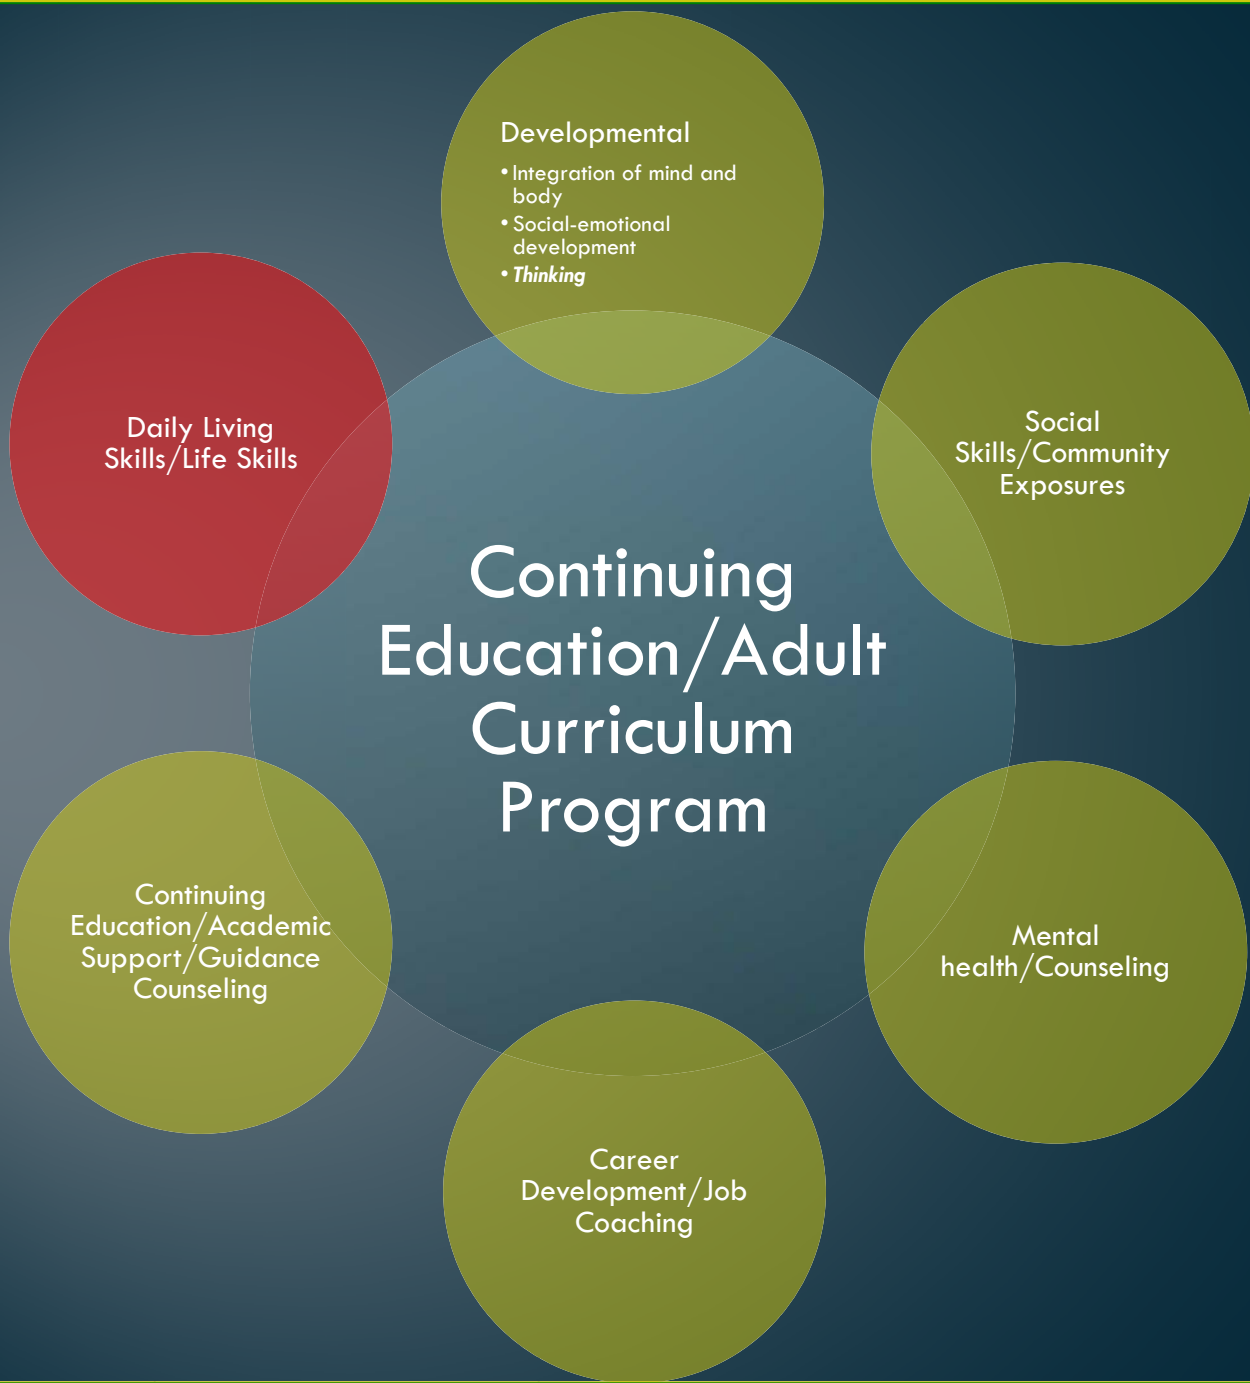 Developmental
• Integration of mind and
body
• Social-emotional
development
• Thinking
Daily Living
Skills/Life Skills
Social
Skills/Community
Exposures
Continuing
Education/Adult
Curriculum
Program
Continuing
Education/Academic
Support/Guidance
Counseling
Mental
health/Counseling
Career
Development/Job
Coaching